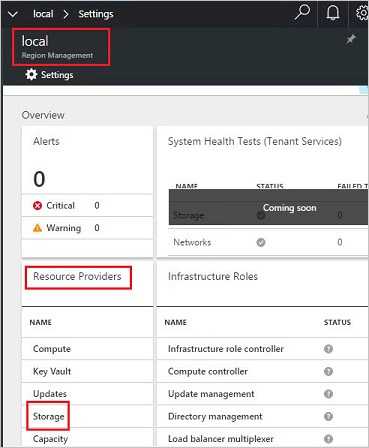 local > Settings
local
Region Management
Settings
Overview
Alerts
0
Critical 0
Warning 0
System Health Tests (Tenant Services)
NAME STATUS FAILED T
Storage 0
Coming soon
Networks 0
Resource Providers
NAME
Compute
Key Vault
Updates
Storage
Capacity
Infrastructure Roles
NAME STATUS
Infrastructure role controller
Compute controller
Update management
Directory management
Load balancer multiplexer